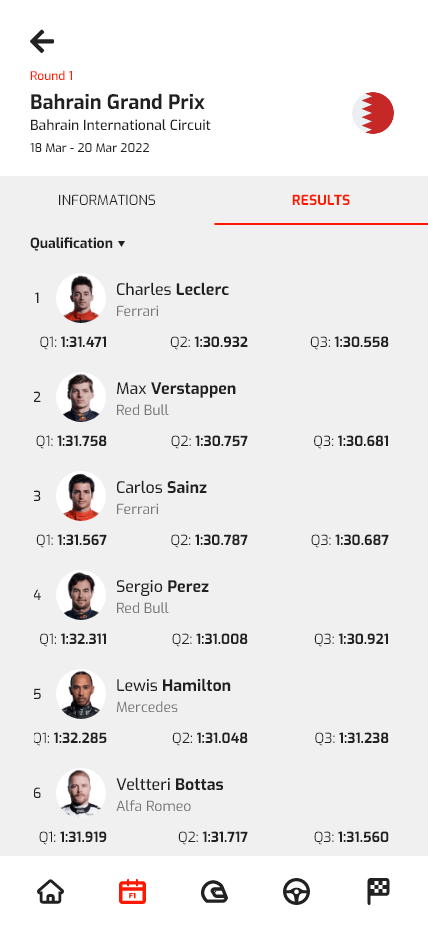 Round 1
Bahrain Grand Prix
Bahrain International Circuit
18 Mar - 20 Mar 2022
INFORMATIONS RESULTS
Qualification ▾
1 Charles Leclerc
Ferrari
Q1: 1:31.471 Q2: 1:30.932 Q3: 1:30.558
2 Max Verstappen
Red Bull
Q1: 1:31.758 Q2: 1:30.757 Q3: 1:30.681
3 Carlos Sainz
Ferrari
Q1: 1:31.567 Q2: 1:30.787 Q3: 1:30.687
4 Sergio Perez
Red Bull
Q1: 1:32.311 Q2: 1:31.008 Q3: 1:30.921
5 Lewis Hamilton
Mercedes
Q1: 1:32.285 Q2: 1:31.048 Q3: 1:31.238
6 Veltteri Bottas
Alfa Romeo
Q1: 1:31.919 Q2: 1:31.717 Q3: 1:31.560
F1